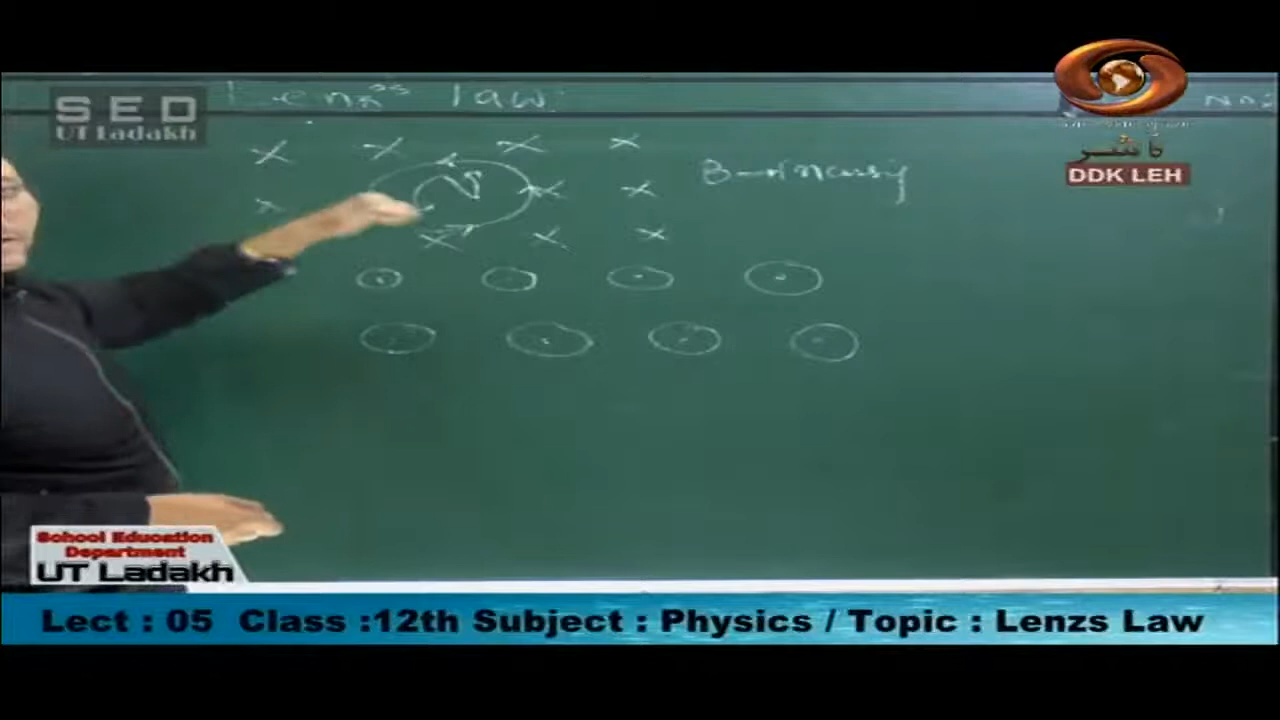 Lenz's law:
SED
UT Ladakh
B → increasing
ناشر
DDK LEH
School Education
Department
UT Ladakh
Lect : 05 Class :12th Subject : Physics / Topic : Lenzs Law